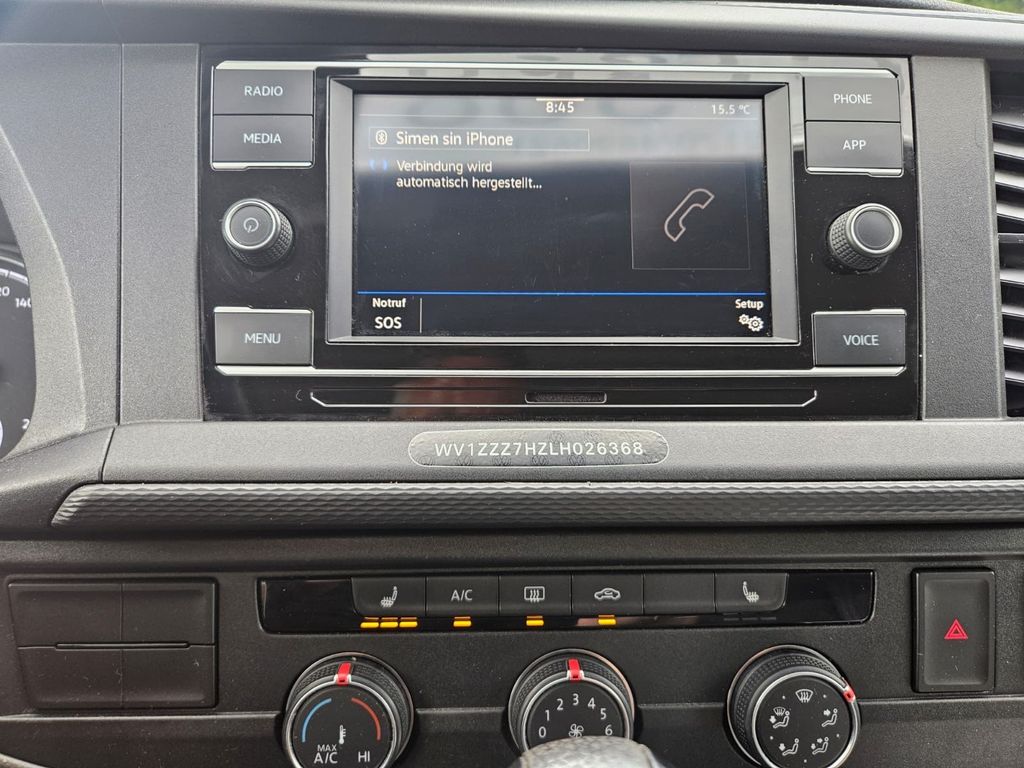 RADIO
MEDIA
8:45
15.5 °C
Simen sin iPhone
Verbindung wird
automatisch hergestellt...
Notruf
SOS
Setup
PHONE
APP
MENU
VOICE
WV1ZZZ7HZLH026368
A/C
MAX
A/C
HI
0 1 2 3 4 5 6